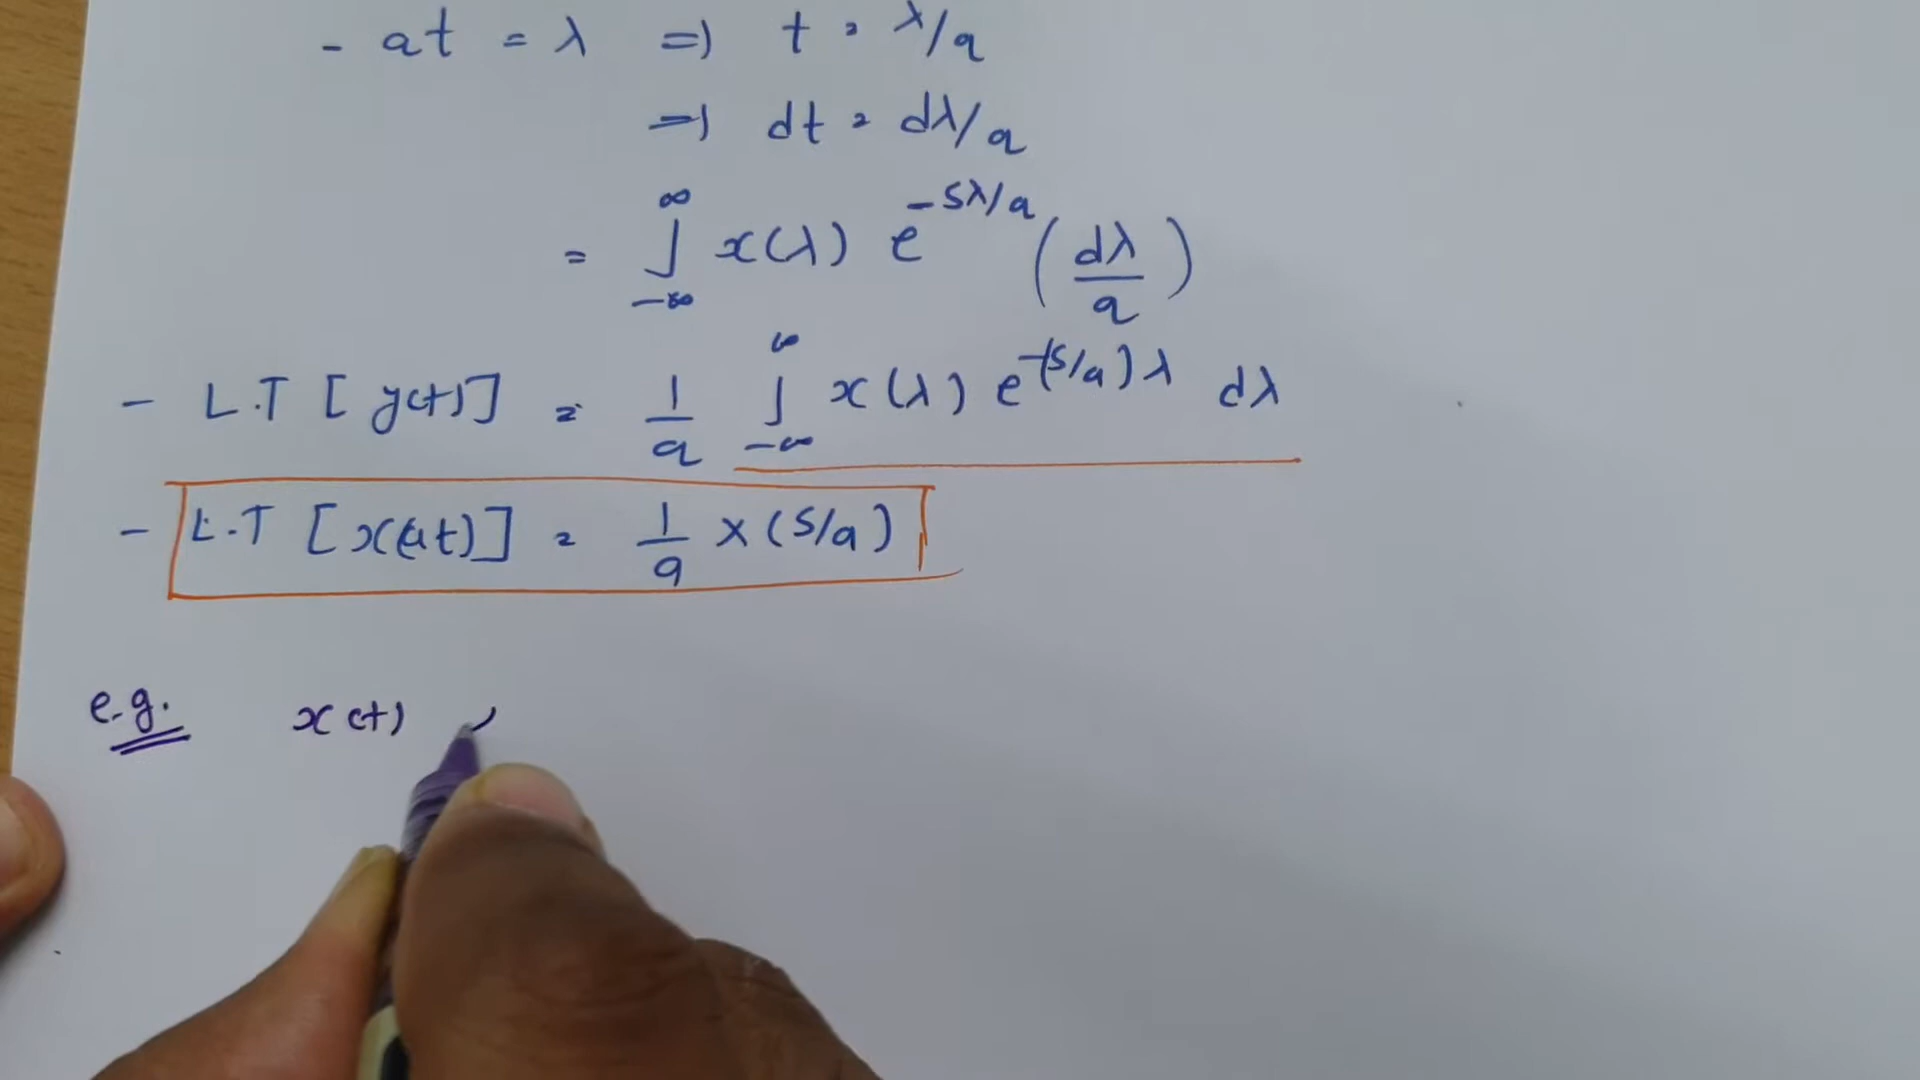 - at = λ ⇒ t = λ/a
⇒ dt = dλ/a
= ∫_{-∞}^{∞} x(λ) e^{-sλ/a} (dλ/a)
- L.T [y(t)] = 1/a ∫_{-∞}^{∞} x(λ) e^{-(s/a)λ} dλ
- L.T [x(at)] = 1/a X(s/a)
e.g. x(t)